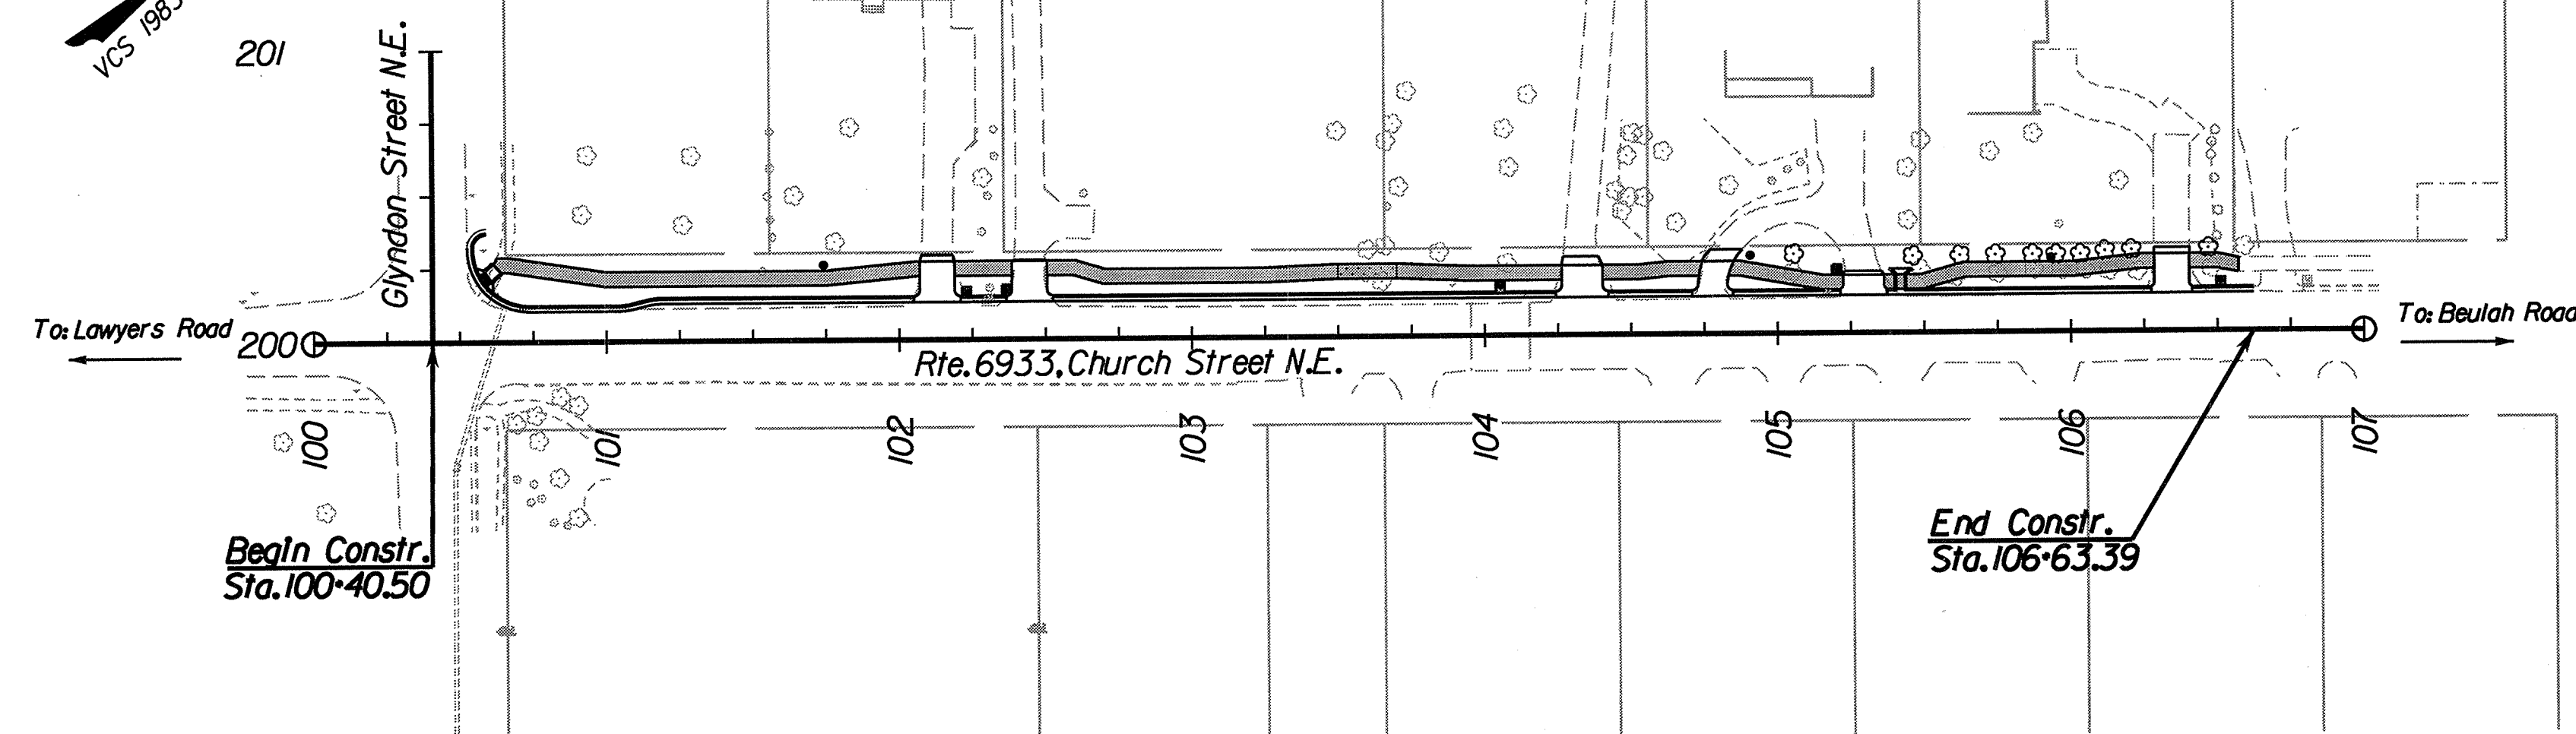 VCS 1983
201
Glyndon Street N.E.
To: Lawyers Road
200
To: Beulah Road
Rte. 6933, Church Street N.E.
100
101
102
103
104
105
106
107
Begin Constr.
Sta. 100+40.50
End Constr.
Sta. 106+63.39